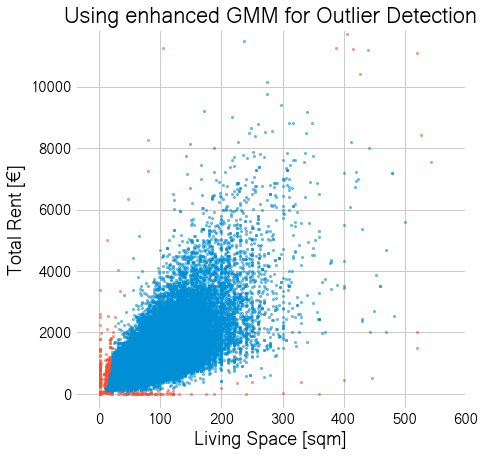 Using enhanced GMM for Outlier Detection
10000
8000
6000
4000
2000
0
Total Rent [€]
0 100 200 300 400 500 600
Living Space [sqm]